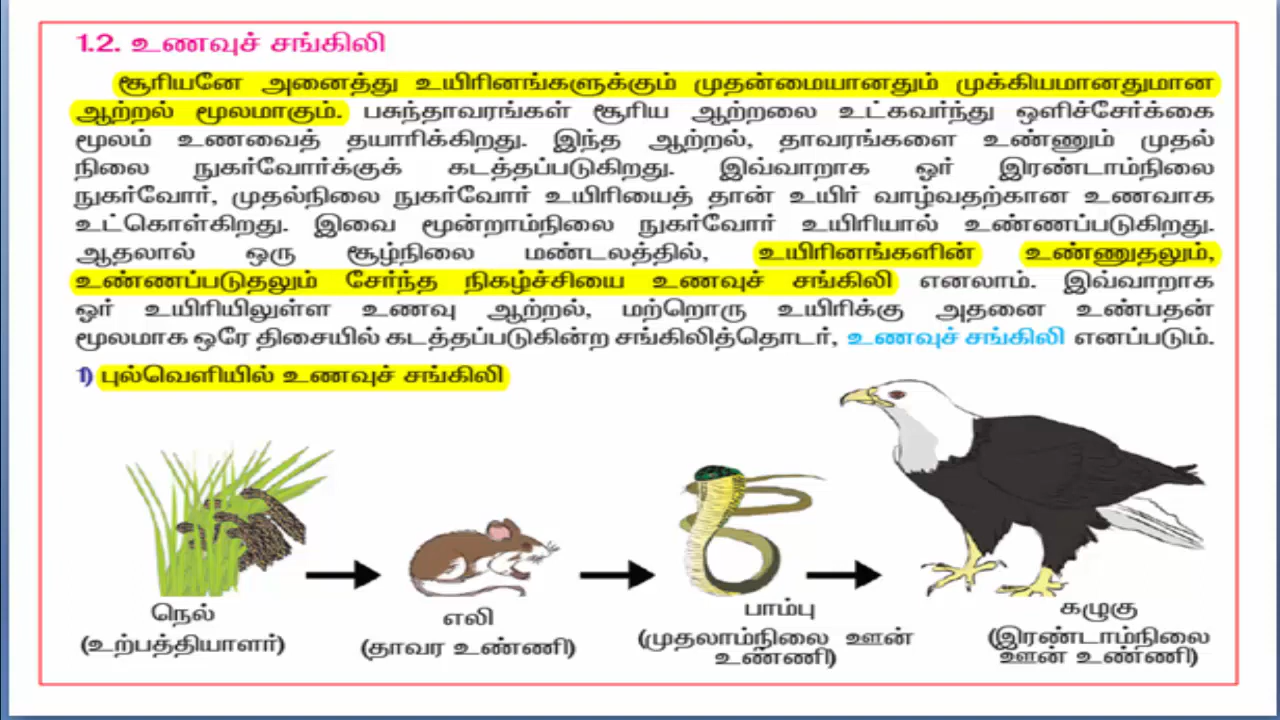 1.2. உணவுச் சங்கிலி
சூரியனே அனைத்து உயிரினங்களுக்கும் முதன்மையானதும் முக்கியமானதுமான
ஆற்றல் மூலமாகும். பசுந்தாவரங்கள் சூரிய ஆற்றலை உட்கவர்ந்து ஒளிச்சேர்க்கை
மூலம் உணவைத் தயாரிக்கிறது. இந்த ஆற்றல், தாவரங்களை உண்ணும் முதல்
நிலை நுகர்வோர்க்குக் கடத்தப்படுகிறது. இவ்வாறாக ஓர் இரண்டாம்நிலை
நுகர்வோர், முதல்நிலை நுகர்வோர் உயிரியைத் தான் உயிர் வாழ்வதற்கான உணவாக
உட்கொள்கிறது. இவை மூன்றாம்நிலை நுகர்வோர் உயிரியால் உண்ணப்படுகிறது.
ஆதலால் ஒரு சூழ்நிலை மண்டலத்தில், உயிரினங்களின் உண்ணுதலும்,
உண்ணப்படுதலும் சேர்ந்த நிகழ்ச்சியை உணவுச் சங்கிலி எனலாம். இவ்வாறாக
ஓர் உயிரியிலுள்ள உணவு ஆற்றல், மற்றொரு உயிரிக்கு அதனை உண்பதன்
மூலமாக ஒரே திசையில் கடத்தப்படுகின்ற சங்கிலித்தொடர், உணவுச் சங்கிலி எனப்படும்.
1) புல்வெளியில் உணவுச் சங்கிலி
நெல்
(உற்பத்தியாளர்)
எலி
(தாவர உண்ணி)
பாம்பு
(முதலாம்நிலை ஊன்
உண்ணி)
கழுகு
(இரண்டாம்நிலை
ஊன் உண்ணி)